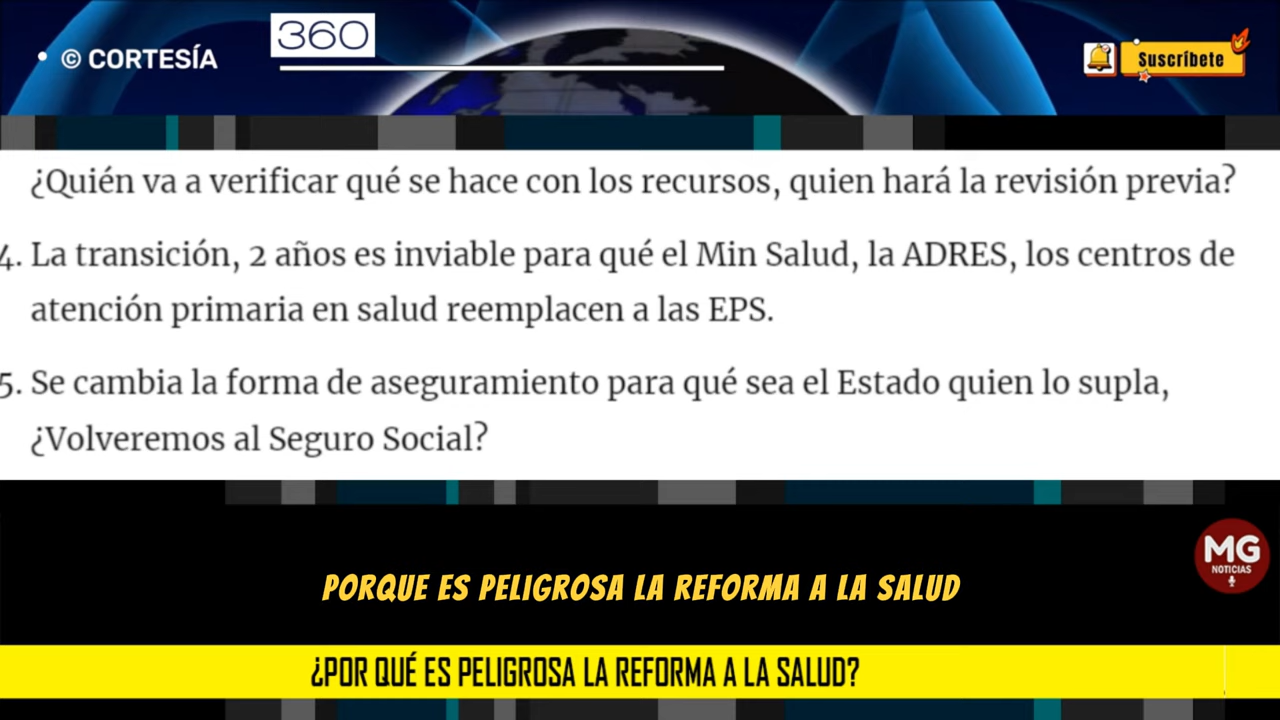 • © CORTESÍA
360
Suscríbete
¿Quién va a verificar qué se hace con los recursos, quien hará la revisión previa?
4. La transición, 2 años es inviable para qué el Min Salud, la ADRES, los centros de
atención primaria en salud reemplacen a las EPS.
5. Se cambia la forma de aseguramiento para qué sea el Estado quien lo supla,
¿Volveremos al Seguro Social?
MG
NOTICIAS
PORQUE ES PELIGROSA LA REFORMA A LA SALUD
¿POR QUÉ ES PELIGROSA LA REFORMA A LA SALUD?